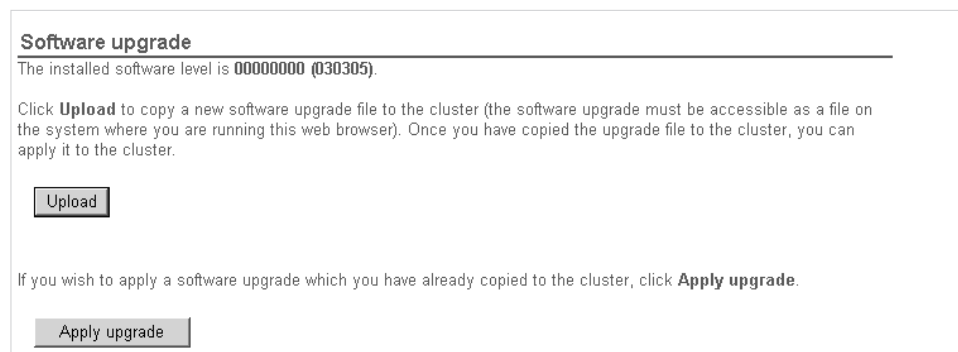 Software upgrade
The installed software level is 00000000 (030305).
Click Upload to copy a new software upgrade file to the cluster (the software upgrade must be accessible as a file on
the system where you are running this web browser). Once you have copied the upgrade file to the cluster, you can
apply it to the cluster.
Upload
If you wish to apply a software upgrade which you have already copied to the cluster, click Apply upgrade.
Apply upgrade